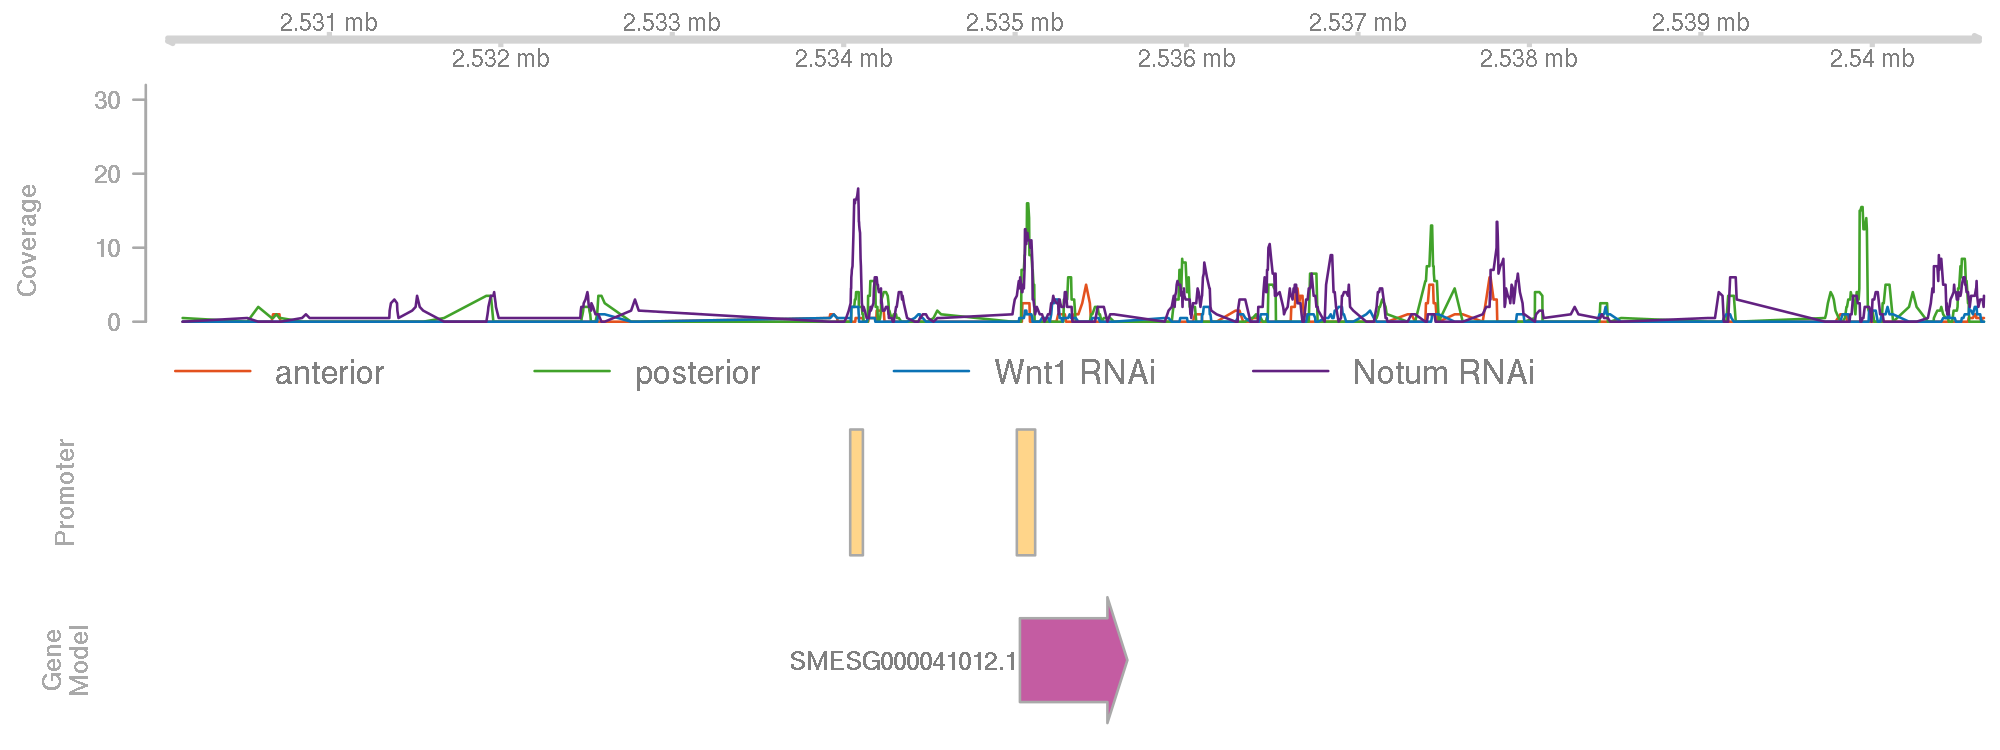 2.531 mb 2.533 mb 2.535 mb 2.537 mb 2.539 mb
2.532 mb 2.534 mb 2.536 mb 2.538 mb 2.54 mb
30
20
10
0
Coverage
anterior posterior Wnt1 RNAi Notum RNAi
Promoter
Gene
Model
SMESG000041012.1